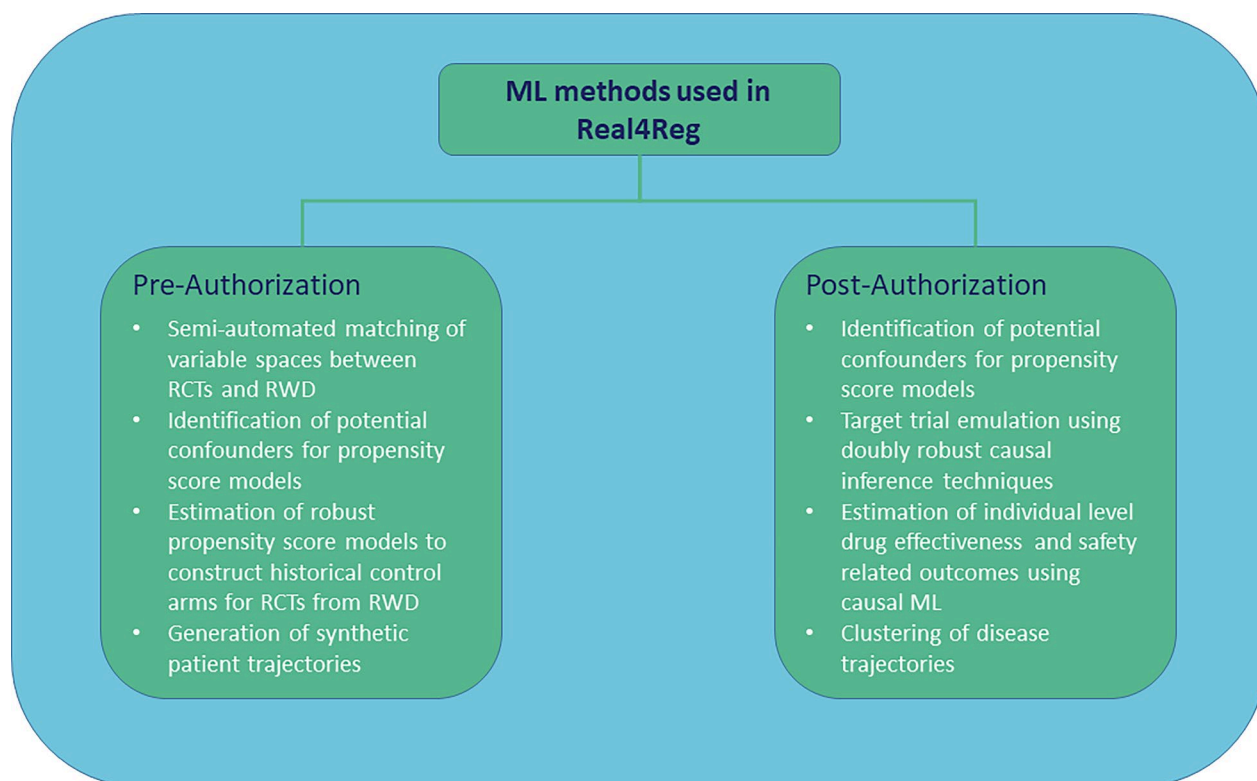 ML methods used in
Real4Reg
Pre-Authorization
• Semi-automated matching of
variable spaces between
RCTs and RWD
• Identification of potential
confounders for propensity
score models
• Estimation of robust
propensity score models to
construct historical control
arms for RCTs from RWD
• Generation of synthetic
patient trajectories
Post-Authorization
• Identification of potential
confounders for propensity
score models
• Target trial emulation using
doubly robust causal
inference techniques
• Estimation of individual level
drug effectiveness and safety
related outcomes using
causal ML
• Clustering of disease
trajectories